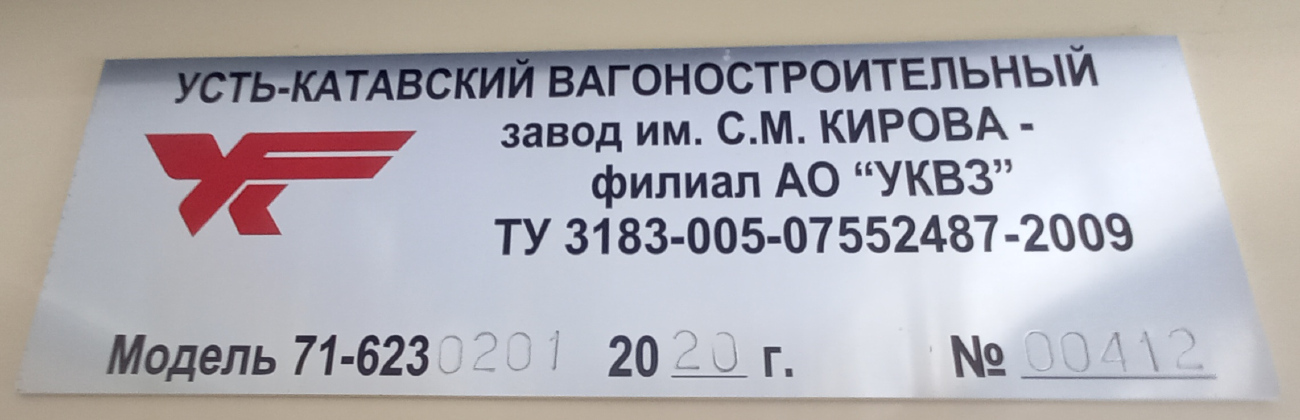 УСТЬ-КАТАВСКИЙ ВАГОНОСТРОИТЕЛЬНЫЙ
завод им. С.М. КИРОВА -
филиал АО “УКВЗ”
ТУ 3183-005-07552487-2009
Модель 71-6230201 2020 г. № 00412